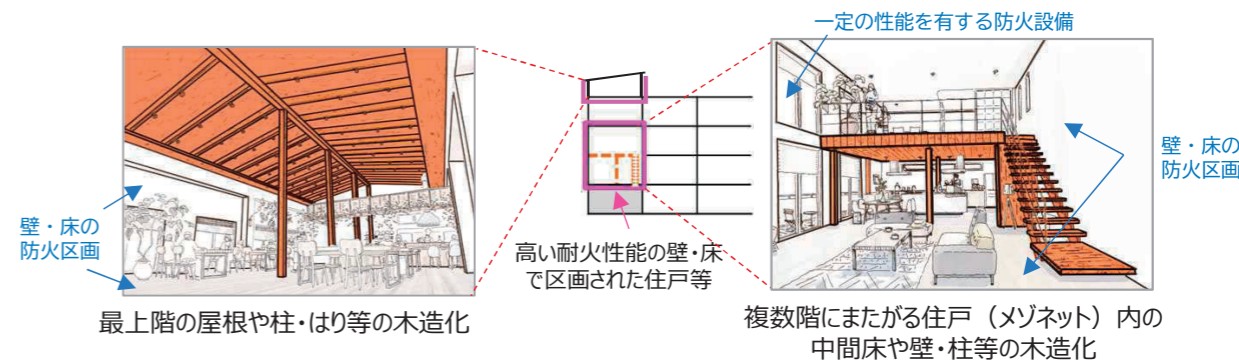 一定の性能を有する防火設備
壁・床の
防火区画
最上階の屋根や柱・はり等の木造化
高い耐火性能の壁・床
で区画された住戸等
壁・床の
防火区画
複数階にまたがる住戸（メゾネット）内の
中間床や壁・柱等の木造化